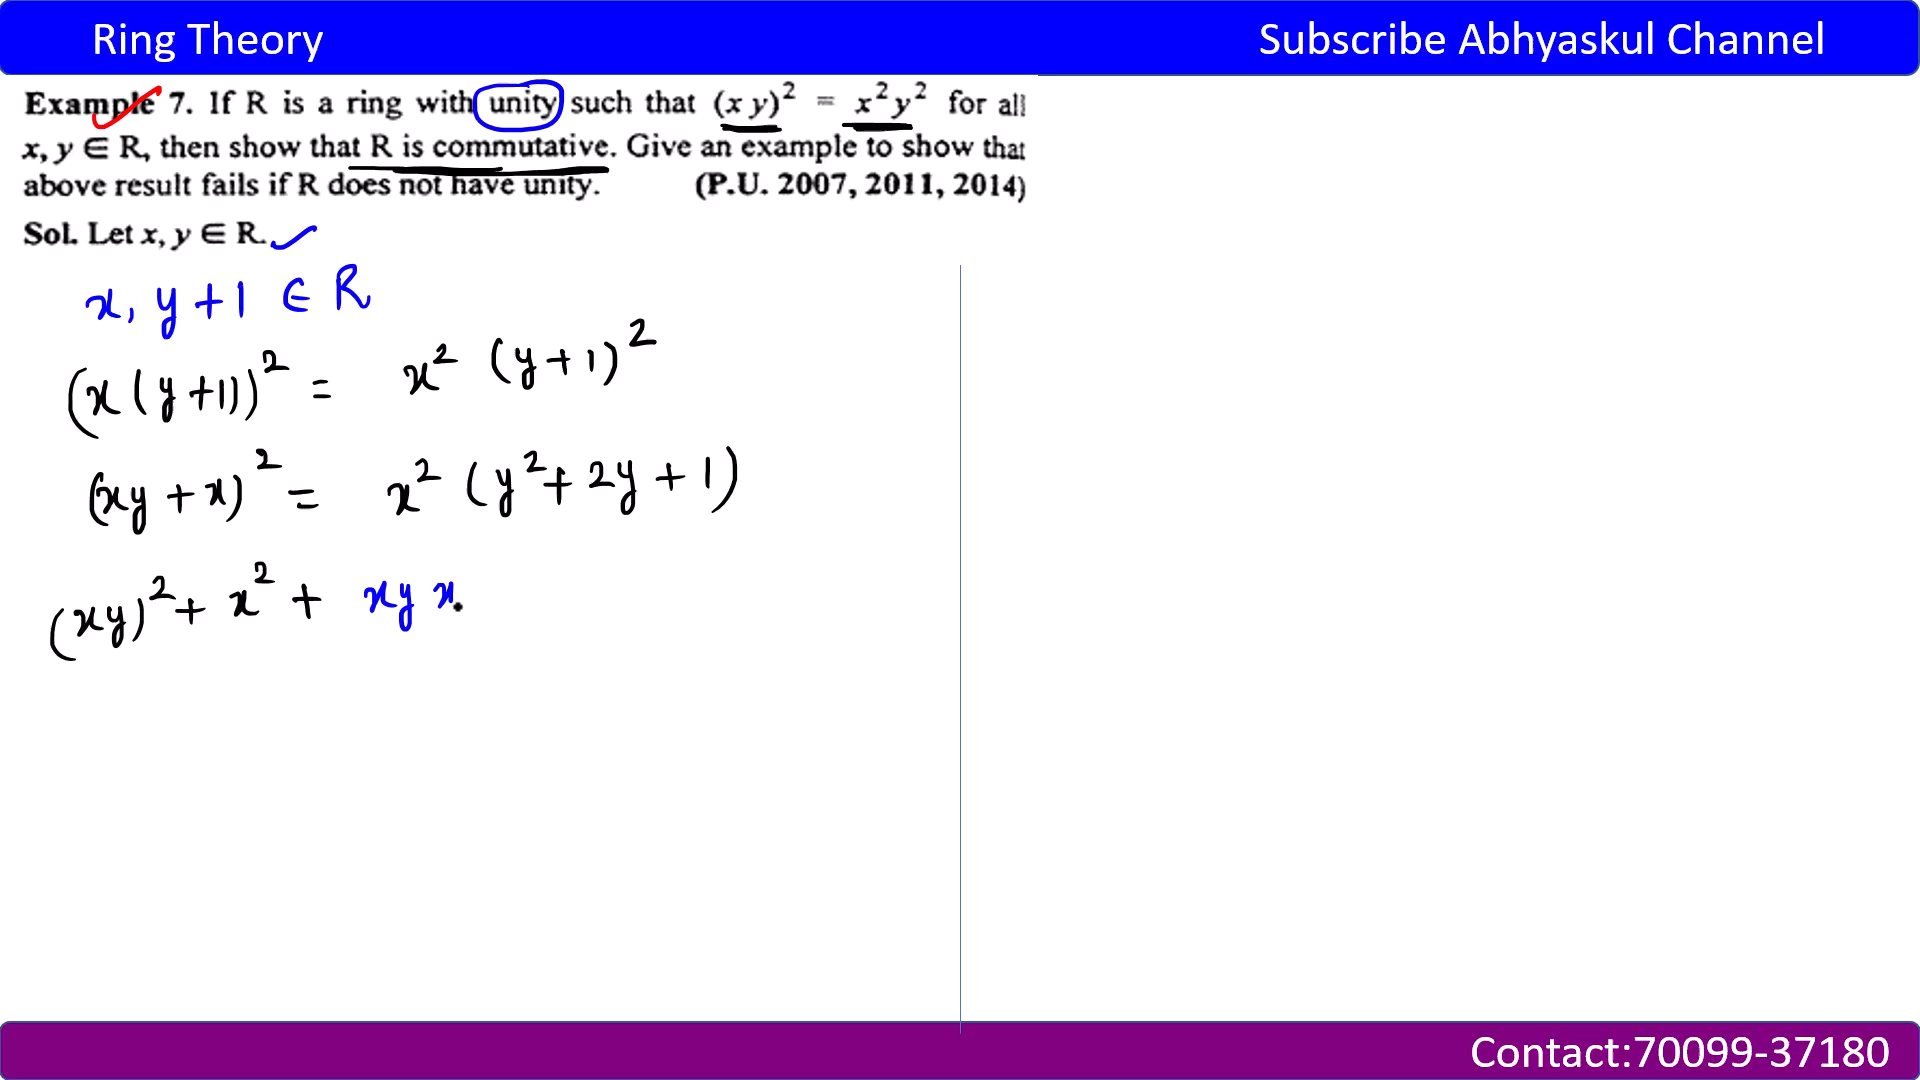 Ring Theory
Subscribe Abhyaskul Channel
Example 7. If R is a ring with unity such that (x y)² = x²y² for all
x, y ∈ R, then show that R is commutative. Give an example to show that
above result fails if R does not have unity. (P.U. 2007, 2011, 2014)
Sol. Let x, y ∈ R.
x, y + 1 ∈ R
(x(y+1))² = x² (y+1)²
(xy + x)² = x² (y² + 2y + 1)
(xy)² + x² + xy x
Contact:70099-37180